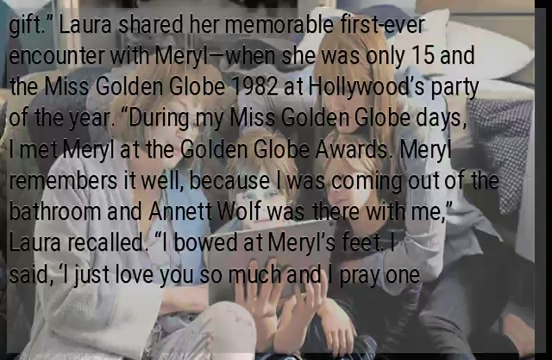 gift.” Laura shared her memorable first-ever
encounter with Meryl—when she was only 15 and
the Miss Golden Globe 1982 at Hollywood’s party
of the year. “During my Miss Golden Globe days,
I met Meryl at the Golden Globe Awards. Meryl
remembers it well, because I was coming out of the
bathroom and Annett Wolf was there with me,”
Laura recalled. “I bowed at Meryl’s feet. I
said, ‘I just love you so much and I pray one